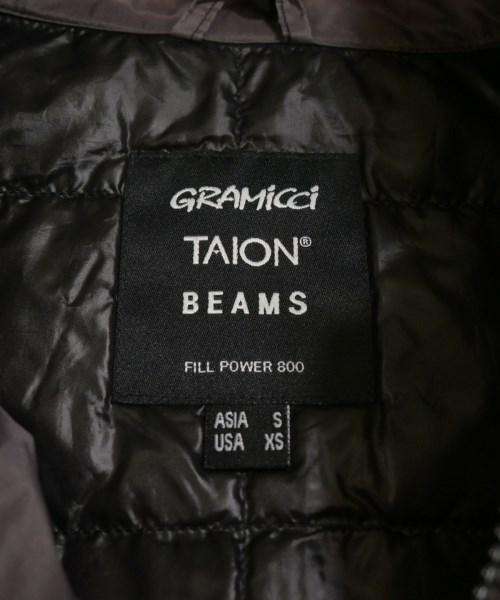 GRAMiCCi
TAION®
BEAMS
FILL POWER 800
ASIA S
USA XS